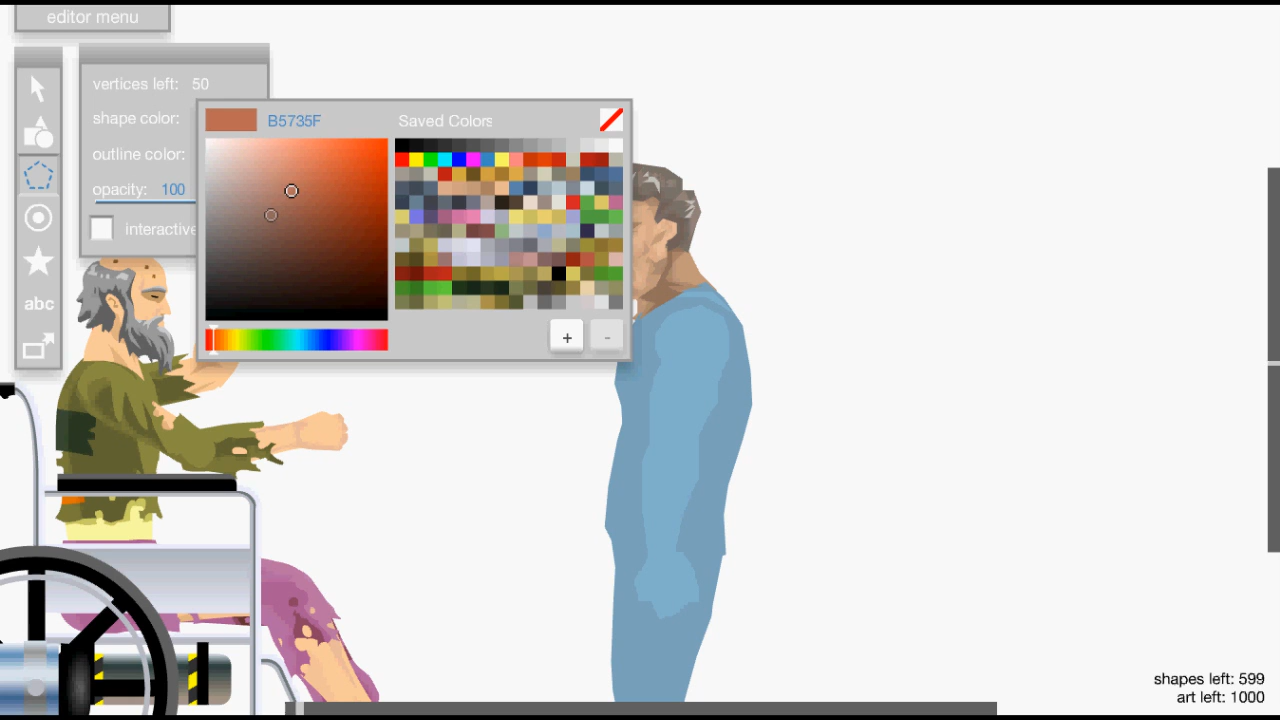 editor menu
vertices left: 50
shape color:
B5735F
Saved Colors
outline color:
opacity: 100
interactive
abc
+
-
shapes left: 599
art left: 1000